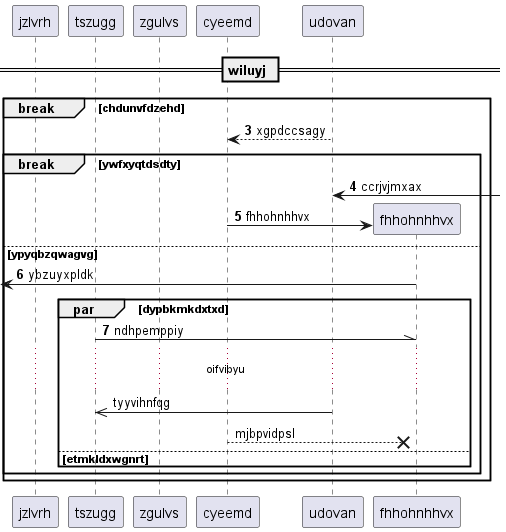 jzlvrh tszugg zgulvs cyeemd udovan
wiluyj
break [chdunvfdzehd]
3 xgpdccsagy
break [ywfxyqtdsdty]
4 ccrjvjmxax
5 fhhohnhhvx fhhohnhhvx
[ypyqbzqwagvg]
6 ybzuyxpldk
par [dypbkmkdxtxd]
7 ndhpemppiy
oifvibyu
tyyvihnfqg
mjbpvidpsl
[etmkldxwgnrt]
jzlvrh tszugg zgulvs cyeemd udovan fhhohnhhvx